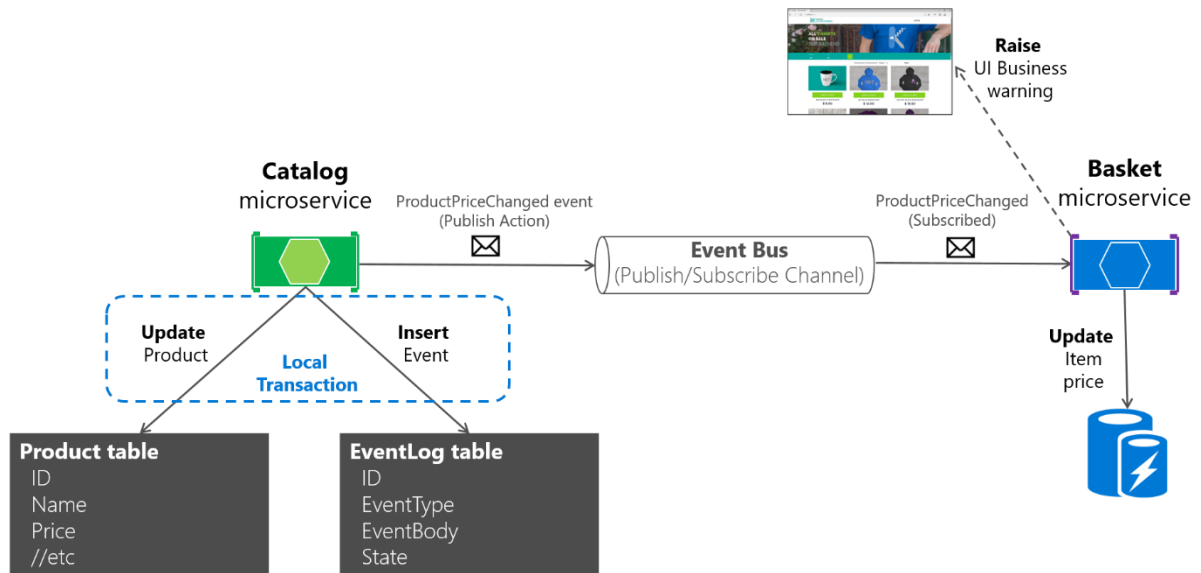 Raise
UI Business
warning
Catalog
microservice
ProductPriceChanged event
(Publish Action)
Event Bus
(Publish/Subscribe Channel)
ProductPriceChanged
(Subscribed)
Basket
microservice
Update
Product
Insert
Event
Local
Transaction
Update
Item
price
Product table
ID
Name
Price
//etc
EventLog table
ID
EventType
EventBody
State